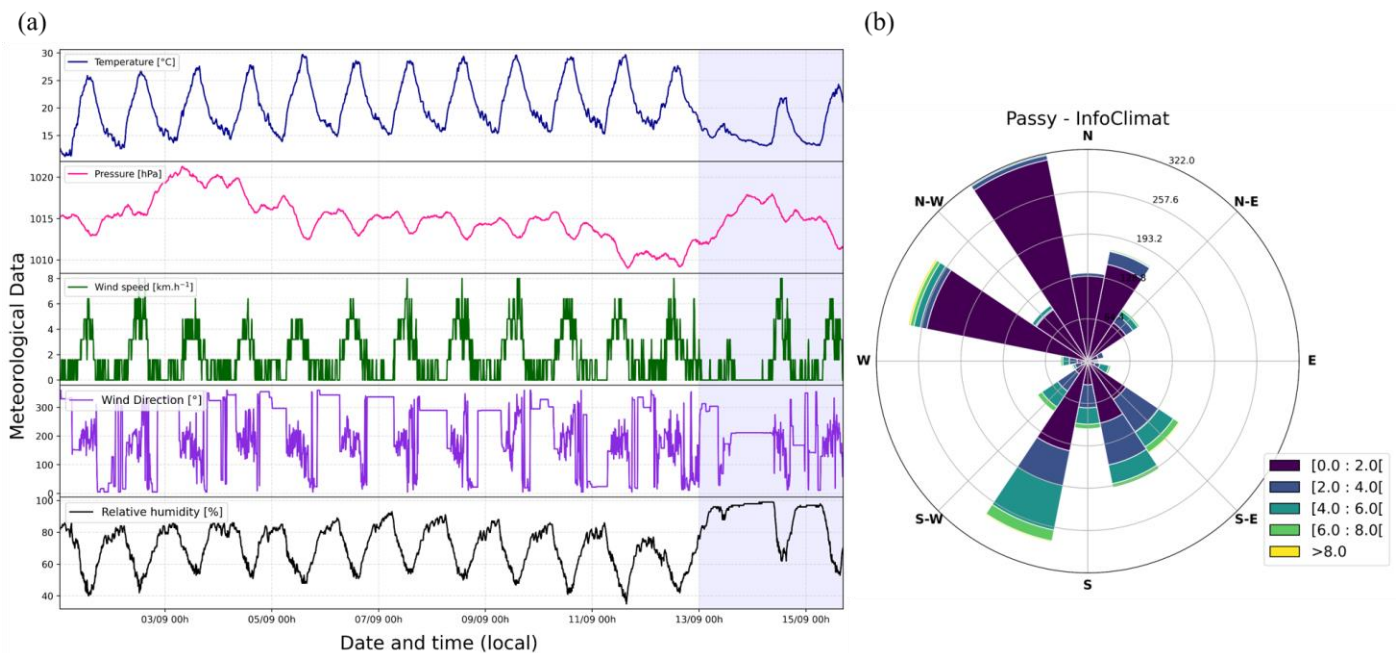 (a)
Meteorological Data
Temperature [°C]
30
25
20
15
Pressure [hPa]
1020
1015
1010
Wind speed [km.h⁻¹]
8
6
4
2
0
Wind Direction [°]
300
200
100
0
Relative humidity [%]
100
80
60
40
03/09 00h 05/09 00h 07/09 00h 09/09 00h 11/09 00h 13/09 00h 15/09 00h
Date and time (local)
(b)
Passy - InfoClimat
N
322.0
257.6
193.2
N-W
N-E
W
E
S-W
S-E
S
[0.0 : 2.0[
[2.0 : 4.0[
[4.0 : 6.0[
[6.0 : 8.0[
>8.0